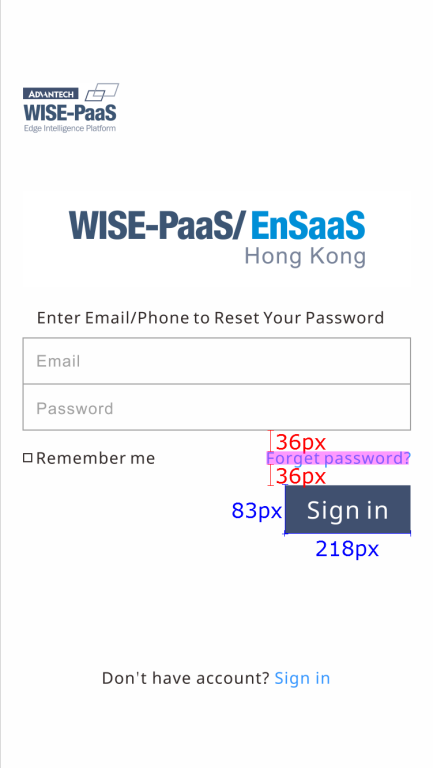 ADVANTECH
WISE-PaaS
Edge Intelligence Platform
WISE-PaaS/EnSaaS
Hong Kong
Enter Email/Phone to Reset Your Password
Email
Password
36px
Remember me Forget password?
36px
83px Sign in
218px
Don't have account? Sign in